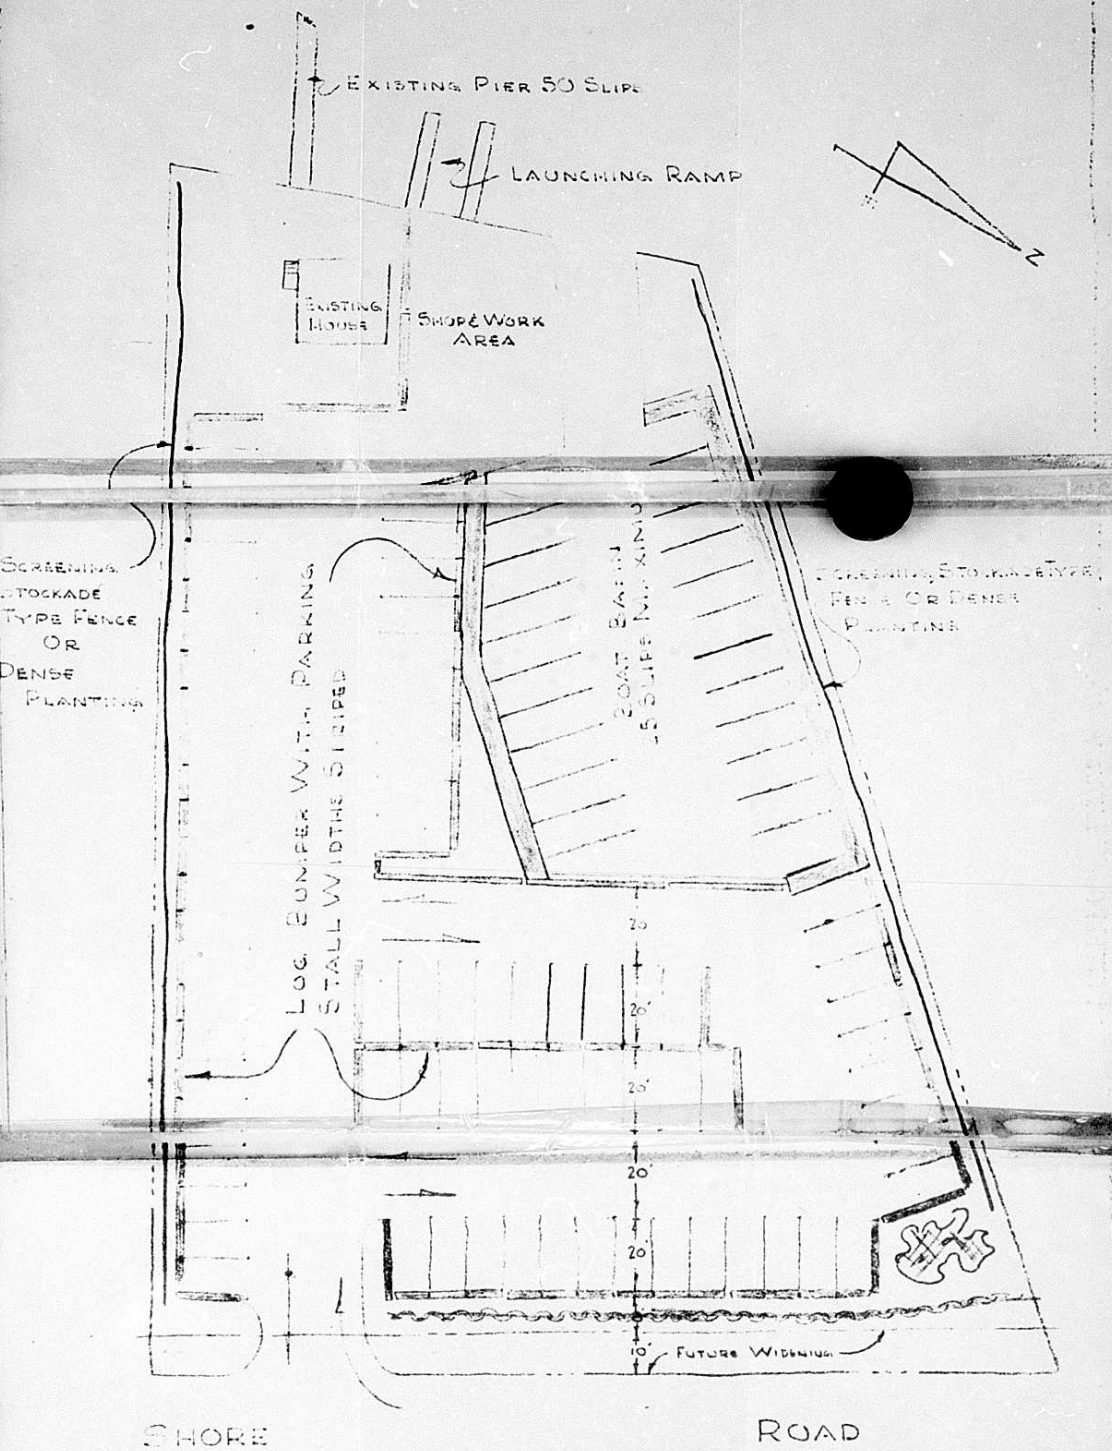 EXISTING PIER 50 SLIPS
LAUNCHING RAMP
N
EXISTING
HOUSE
SHOP & WORK
AREA
SCREENING
STOCKADE
TYPE FENCE
OR
DENSE
PLANTING
LOG BUMPER WITH PARKING
STALL WIDTHS STRIPED
BOAT BASIN
SLIPS MAXIMUM
SCREENING, STOCKADE TYPE
FENCE OR DENSE
PLANTING
20'
20'
20'
20'
20'
10'
FUTURE WIDENING
SHORE ROAD